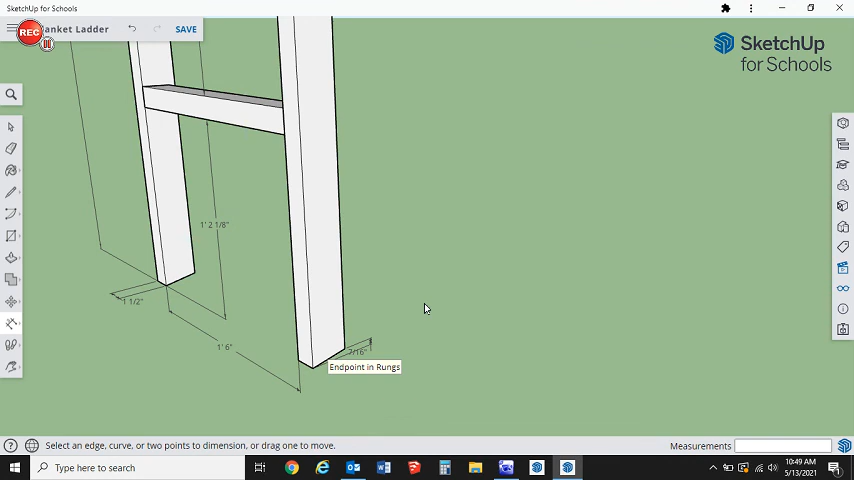 SketchUp for Schools
REC
anket Ladder
SAVE
SketchUp
for Schools
1' 2 1/8"
1 1/2"
1' 6"
7/16"
Endpoint in Rungs
Select an edge, curve, or two points to dimension, or drag one to move.
Measurements
Type here to search
10:49 AM
5/13/2021